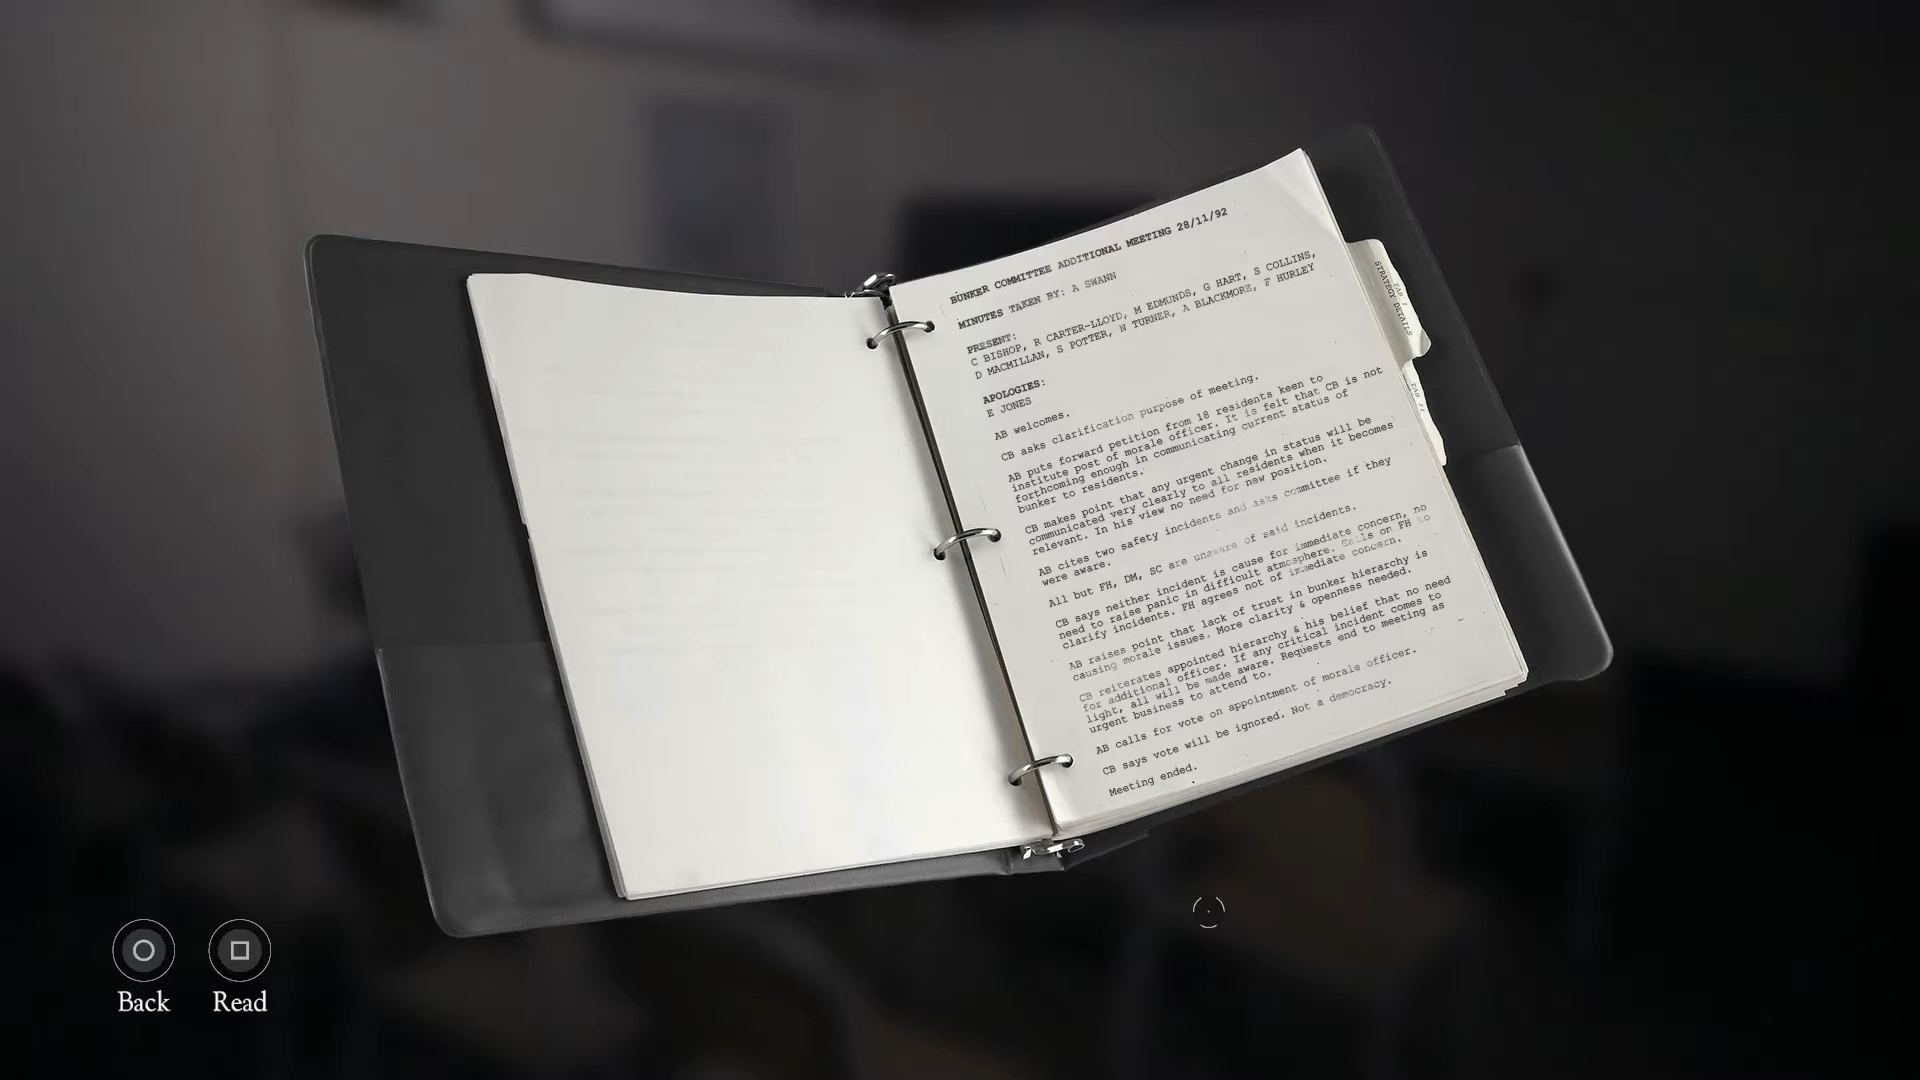 BUNKER COMMITTEE ADDITIONAL MEETING 28/11/92
MINUTES TAKEN BY: A SWANN
PRESENT:
C BISHOP, R CARTER-LLOYD, M EDMUNDS, G HART, S COLLINS,
D MACMILLAN, S POTTER, N TURNER, A BLACKMORE, F HURLEY
APOLOGIES:
E JONES
AB welcomes.
CB asks clarification purpose of meeting.
AB puts forward petition from 18 residents keen to
institute post of morale officer. It is felt that CB is not
forthcoming enough in communicating current status of
bunker to residents.
CB makes point that any urgent change in status will be
communicated very clearly to all residents when it becomes
relevant. In his view no need for new position.
AB cites two safety incidents and asks committee if they
were aware.
All but FH, DM, SC are unaware of said incidents.
CB says neither incident is cause for immediate concern, no
need to raise panic in difficult atmosphere. Calls on FH to
clarify incidents. FH agrees not of immediate concern.
AB raises point that lack of trust in bunker hierarchy is
causing morale issues. More clarity & openness needed.
CB reiterates appointed hierarchy & his belief that no need
for additional officer. If any critical incident comes to
light, all will be made aware. Requests end to meeting as
urgent business to attend to.
AB calls for vote on appointment of morale officer.
CB says vote will be ignored. Not a democracy.
Meeting ended.
TAB I
STRATEGY DETAILS
TAB II
Back
Read